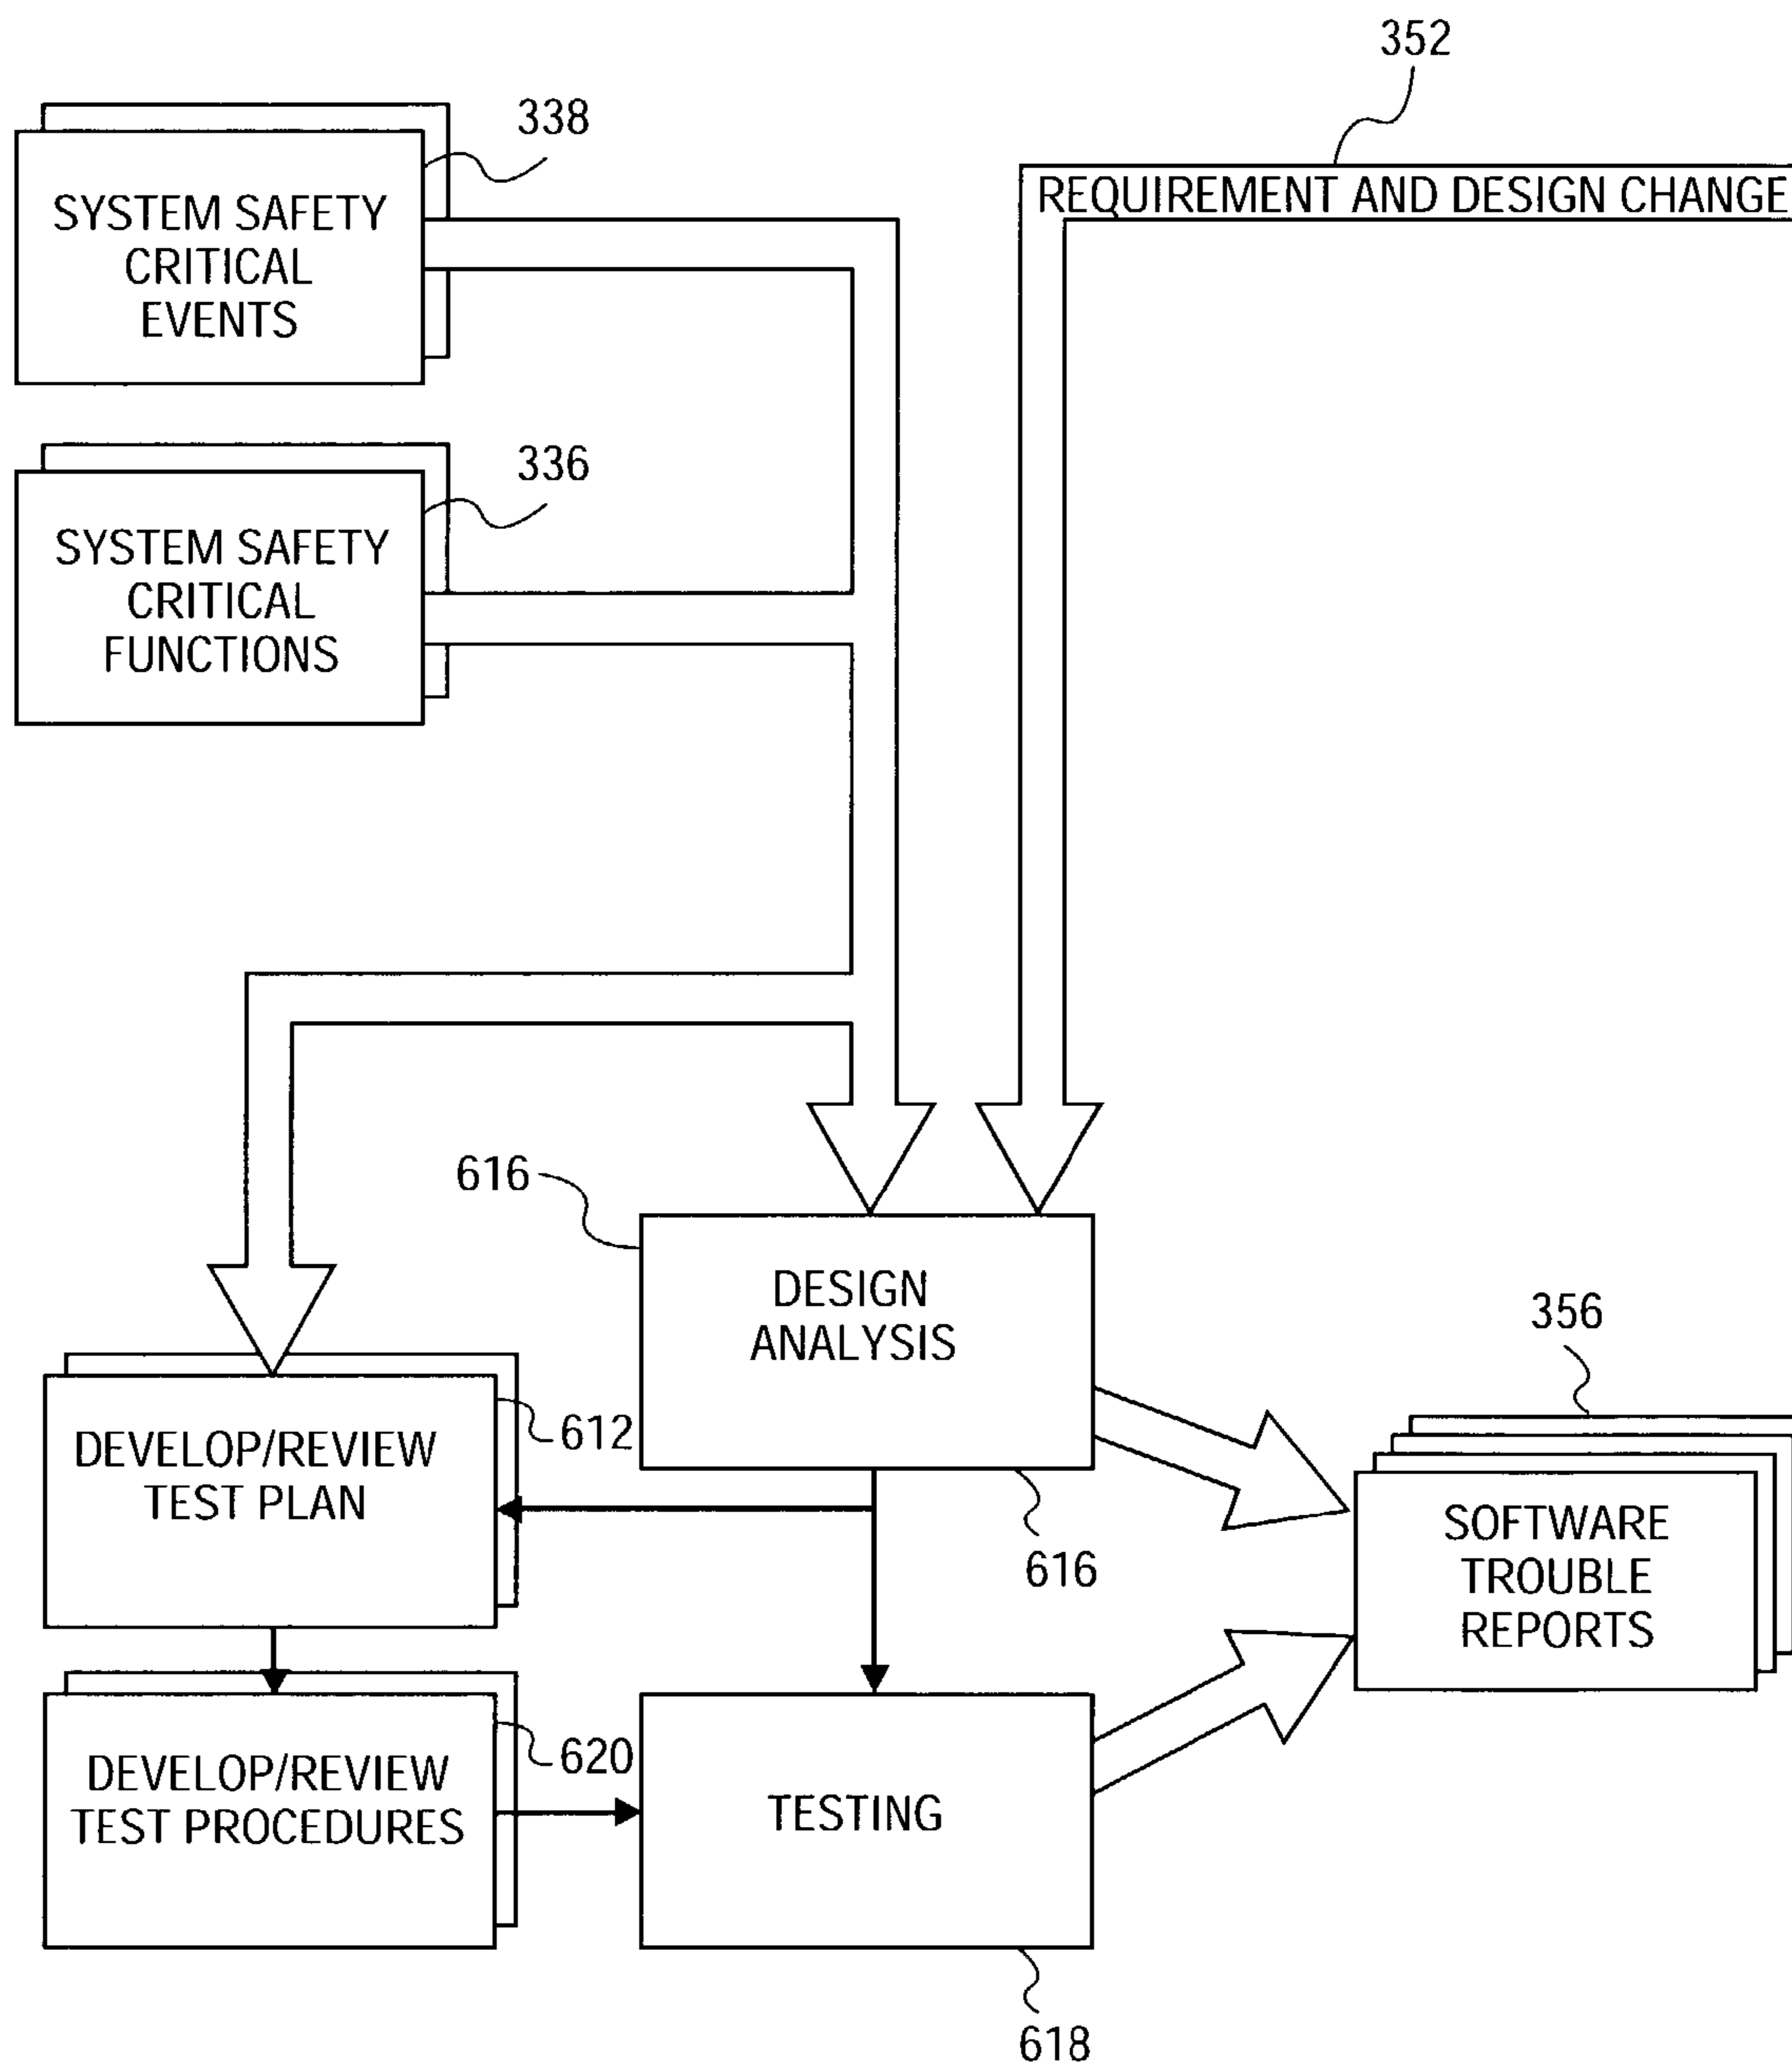 352
338
SYSTEM SAFETY
CRITICAL
EVENTS
REQUIREMENT AND DESIGN CHANGE
336
SYSTEM SAFETY
CRITICAL
FUNCTIONS
616
DESIGN
ANALYSIS
356
612
DEVELOP/REVIEW
TEST PLAN
616
SOFTWARE
TROUBLE
REPORTS
620
DEVELOP/REVIEW
TEST PROCEDURES
TESTING
618